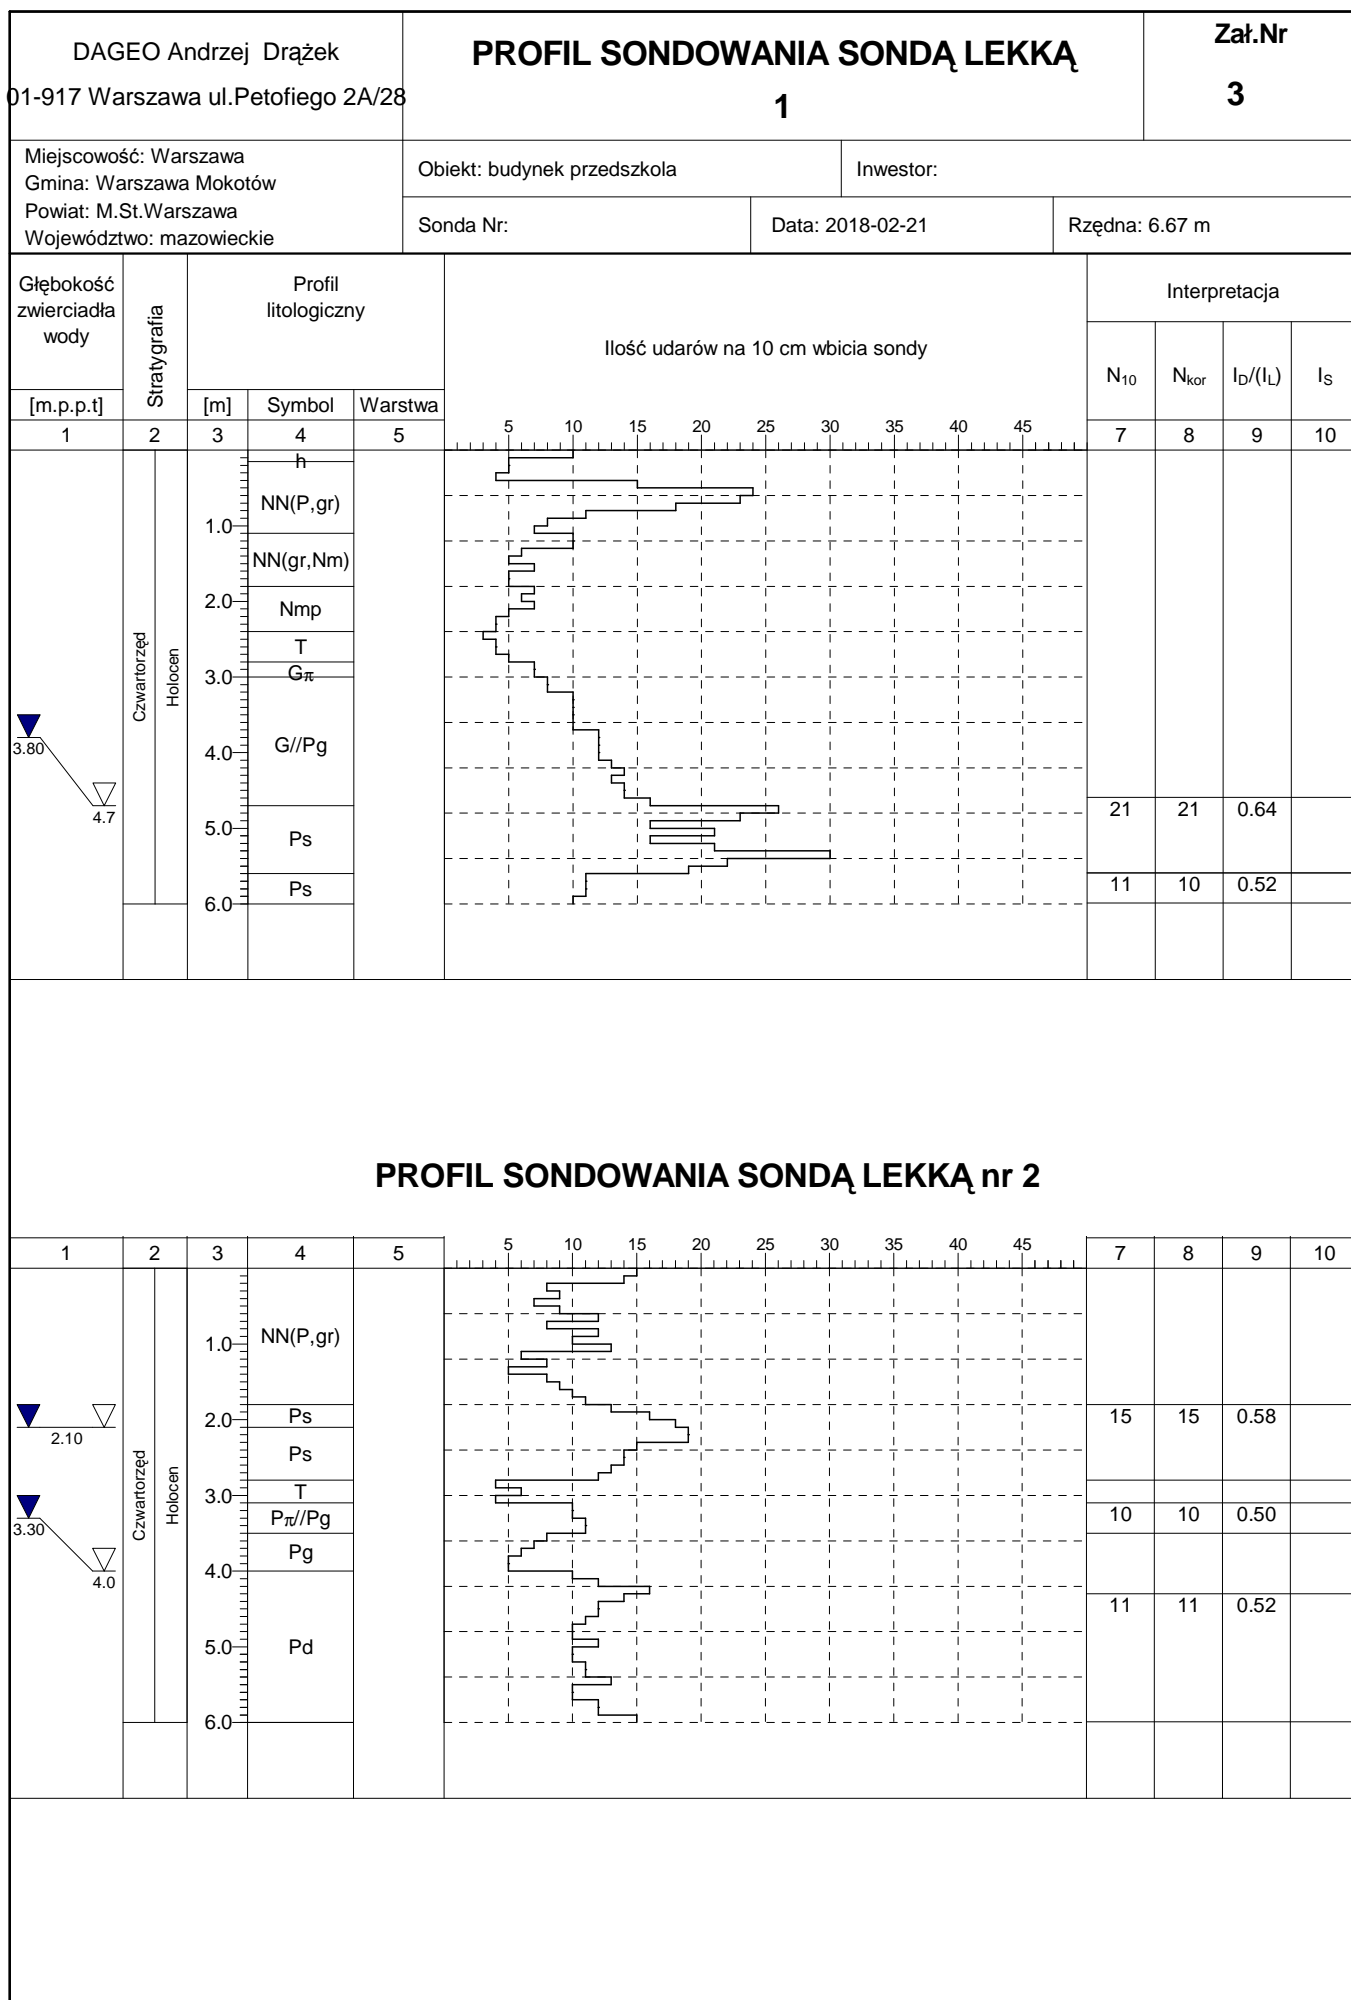 DAGEO Andrzej Drążek
01-917 Warszawa ul.Petofiego 2A/28
PROFIL SONDOWANIA SONDĄ LEKKĄ
1
Zał.Nr
3
Miejscowość: Warszawa
Gmina: Warszawa Mokotów
Powiat: M.St.Warszawa
Województwo: mazowieckie
Obiekt: budynek przedszkola
Inwestor:
Sonda Nr:
Data: 2018-02-21
Rzędna: 6.67 m
Głębokość
zwierciadła
wody
[m.p.p.t]
Stratygrafia
Profil
litologiczny
[m] Symbol Warstwa
Ilość udarów na 10 cm wbicia sondy
Interpretacja
N10 Nkor ID/(IL) IS
1 2 3 4 5
5 10 15 20 25 30 35 40 45
7 8 9 10
h
NN(P,gr)
1.0
NN(gr,Nm)
2.0
Nmp
T
Gπ
3.0
Czwartorzęd
Holocen
3.80
G//Pg
4.0
4.7
21 21 0.64
5.0
Ps
Ps
11 10 0.52
6.0
PROFIL SONDOWANIA SONDĄ LEKKĄ nr 2
1 2 3 4 5
5 10 15 20 25 30 35 40 45
7 8 9 10
NN(P,gr)
1.0
2.0
Ps
15 15 0.58
2.10
Ps
Czwartorzęd
Holocen
T
3.0
Pπ//Pg
10 10 0.50
3.30
Pg
4.0
4.0
11 11 0.52
5.0
Pd
6.0